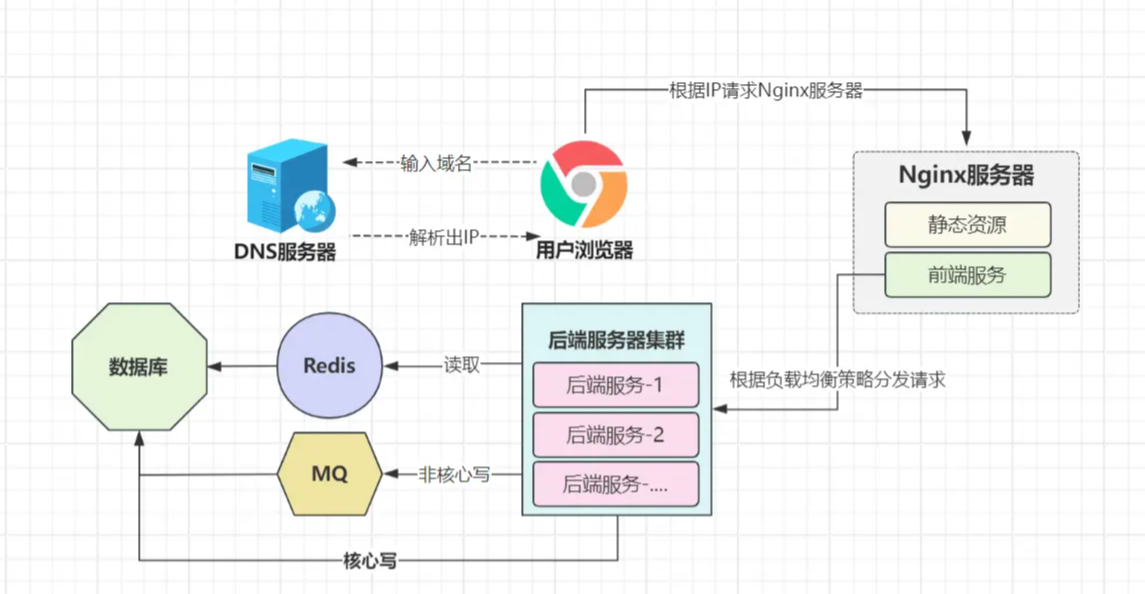 根据IP请求Nginx服务器
输入域名
Nginx服务器
静态资源
解析出IP
DNS服务器
用户浏览器
前端服务
后端服务器集群
数据库
Redis
读取
后端服务-1
根据负载均衡策略分发请求
后端服务-2
MQ
非核心写
后端服务-....
核心写